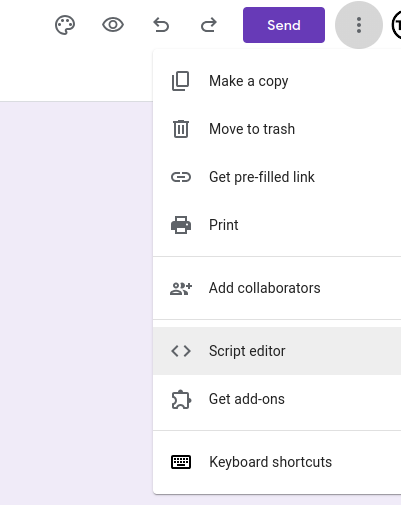 Send
Make a copy
Move to trash
Get pre-filled link
Print
Add collaborators
Script editor
Get add-ons
Keyboard shortcuts